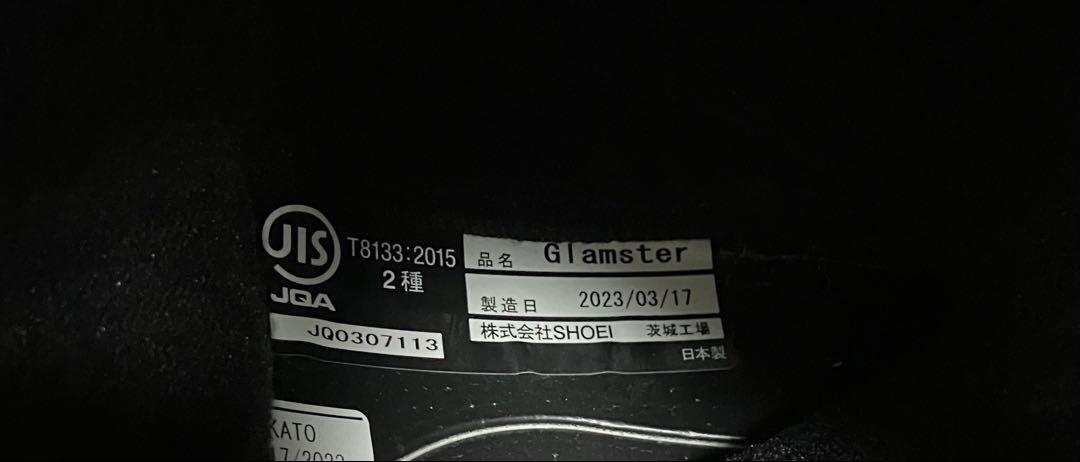 JIS
JQA
T8133:2015
2種
JQ0307113
品名 Glamster
製造日 2023/03/17
株式会社SHOEI 茨城工場
日本製
KATO